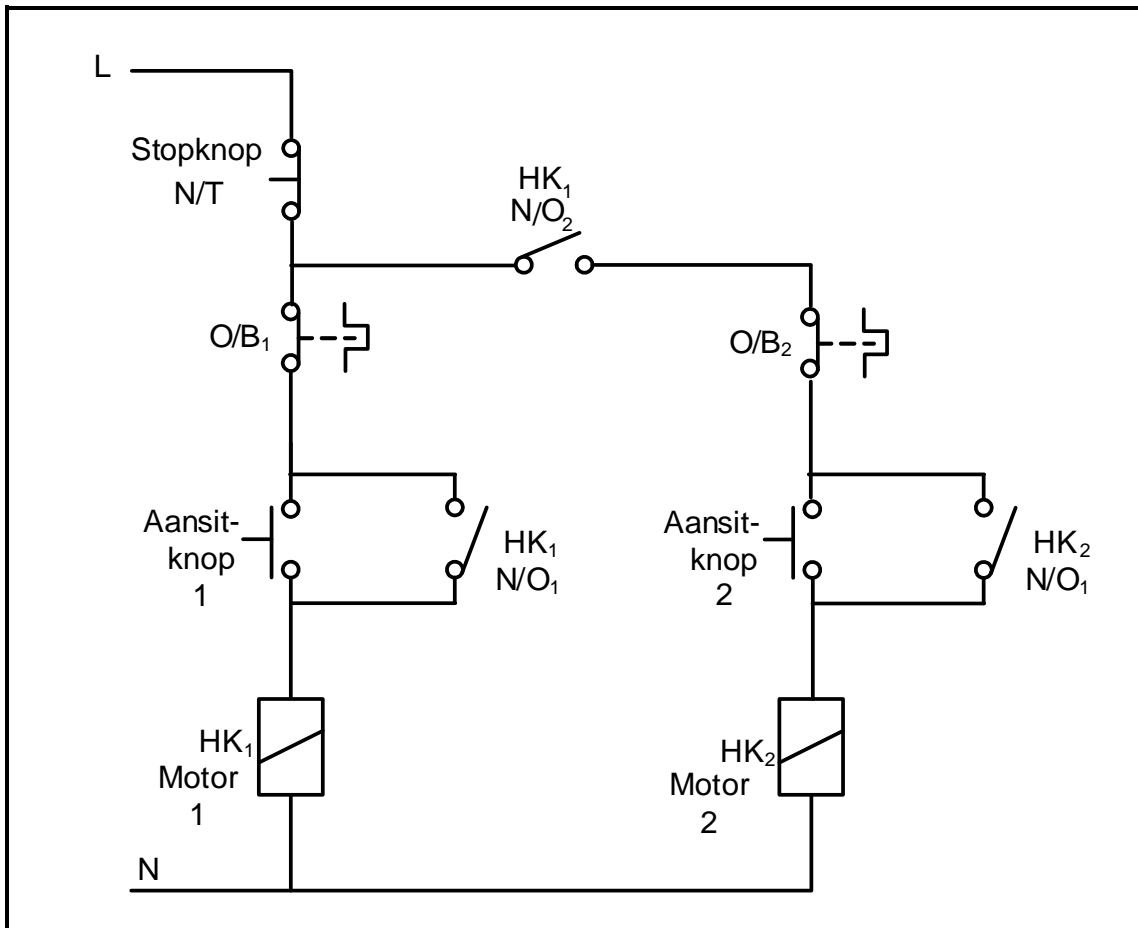 L
Stopknop
N/T
HK₁
N/O₂
O/B₁
O/B₂
Aansit-
knop
1
HK₁
N/O₁
Aansit-
knop
2
HK₂
N/O₁
HK₁
Motor
1
HK₂
Motor
2
N